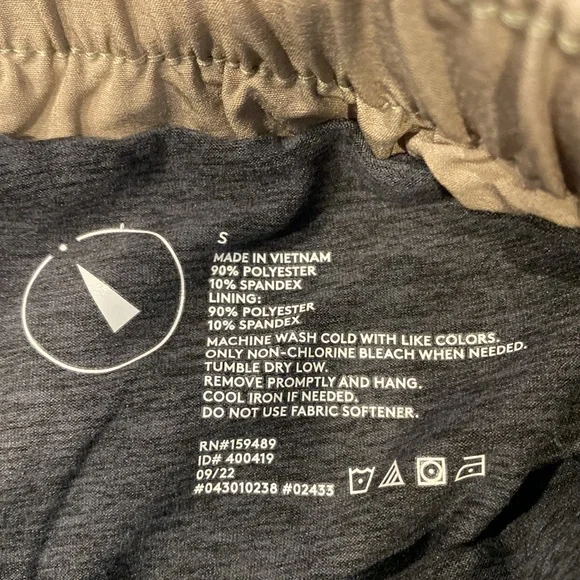 S
MADE IN VIETNAM
90% POLYESTER
10% SPANDEX
LINING:
90% POLYESTER
10% SPANDEX
MACHINE WASH COLD WITH LIKE COLORS.
ONLY NON-CHLORINE BLEACH WHEN NEEDED.
TUMBLE DRY LOW.
REMOVE PROMPTLY AND HANG.
COOL IRON IF NEEDED.
DO NOT USE FABRIC SOFTENER.
RN#159489
ID# 400419
09/22
#043010238 #02433